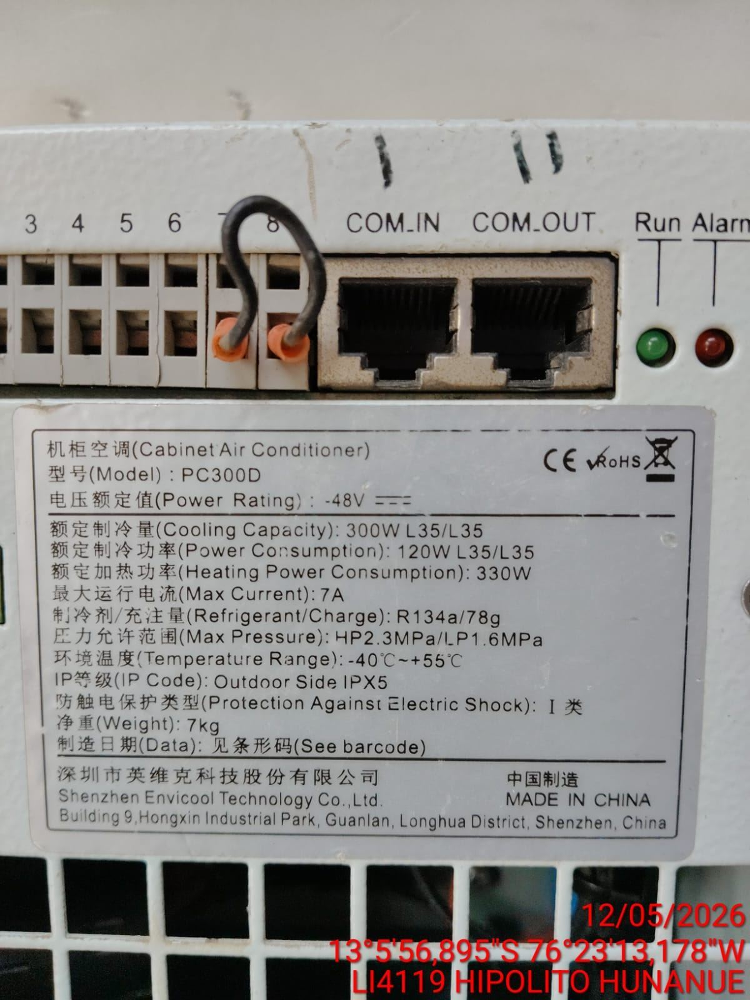 3 4 5 6 7 8 COM_IN COM_OUT Run Alarm
机柜空调(Cabinet Air Conditioner)
CE RoHS
型号(Model) : PC300D
电压额定值(Power Rating) : -48V
额定制冷量(Cooling Capacity): 300W L35/L35
额定制冷功率(Power Consumption): 120W L35/L35
额定加热功率(Heating Power Consumption): 330W
最大运行电流(Max Current): 7A
制冷剂/充注量(Refrigerant/Charge): R134a/78g
压力允许范围(Max Pressure): HP2.3MPa/LP1.6MPa
环境温度(Temperature Range): -40℃~+55℃
IP等级(IP Code): Outdoor Side IPX5
防触电保护类型(Protection Against Electric Shock): I 类
净重(Weight): 7kg
制造日期(Data): 见条形码(See barcode)
深圳市英维克科技股份有限公司 中国制造
Shenzhen Envicool Technology Co.,Ltd. MADE IN CHINA
Building 9,Hongxin Industrial Park, Guanlan, Longhua District, Shenzhen, China
12/05/2026
13°5'56,895"S 76°23'13,178"W
LI4119 HIPOLITO HUNANUE